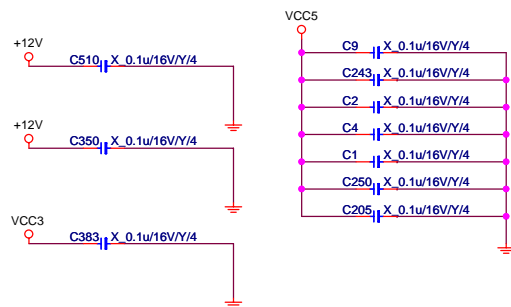 +12V
C510 X_0.1u/16V/Y/4
+12V
C350 X_0.1u/16V/Y/4
VCC3
C383 X_0.1u/16V/Y/4
VCC5
C9 X_0.1u/16V/Y/4
C243 X_0.1u/16V/Y/4
C2 X_0.1u/16V/Y/4
C4 X_0.1u/16V/Y/4
C1 X_0.1u/16V/Y/4
C250 X_0.1u/16V/Y/4
C205 X_0.1u/16V/Y/4